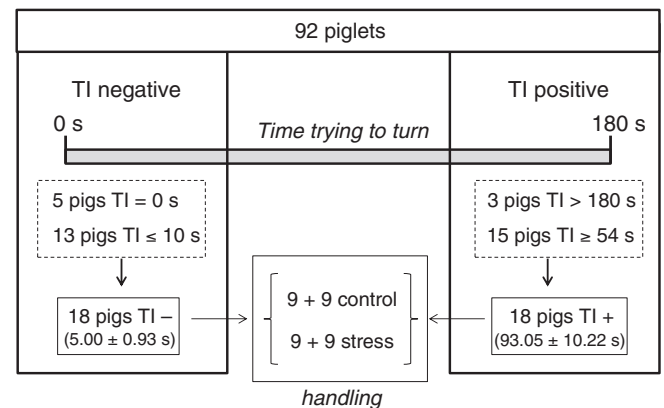 92 piglets
TI negative
TI positive
0 s
Time trying to turn
180 s
5 pigs TI = 0 s
13 pigs TI ≤ 10 s
3 pigs TI > 180 s
15 pigs TI ≥ 54 s
18 pigs TI −
(5.00 ± 0.93 s)
9 + 9 control
9 + 9 stress
18 pigs TI +
(93.05 ± 10.22 s)
handling